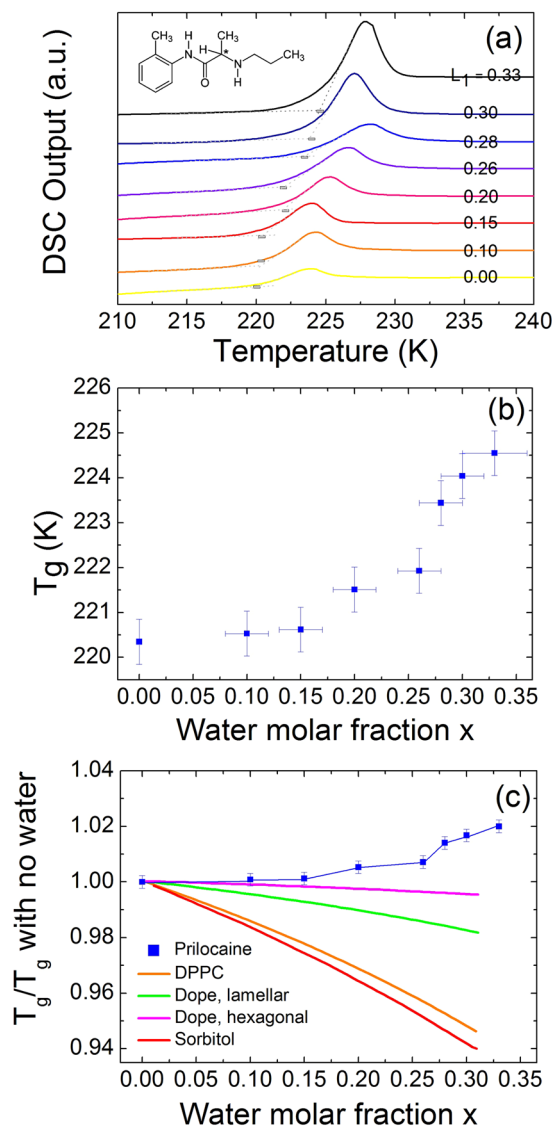 (a)
CH₃
H
N
H
CH₃
*
O
N
H
CH₃
DSC Output (a.u.)
L₁ = 0.33
0.30
0.28
0.26
0.20
0.15
0.10
0.00
210 215 220 225 230 235 240
Temperature (K)
(b)
226
225
224
223
222
221
220
Tg (K)
0.00 0.05 0.10 0.15 0.20 0.25 0.30 0.35
Water molar fraction x
(c)
1.04
1.02
1.00
0.98
0.96
0.94
Tg/Tg with no water
Prilocaine
DPPC
Dope, lamellar
Dope, hexagonal
Sorbitol
0.00 0.05 0.10 0.15 0.20 0.25 0.30 0.35
Water molar fraction x